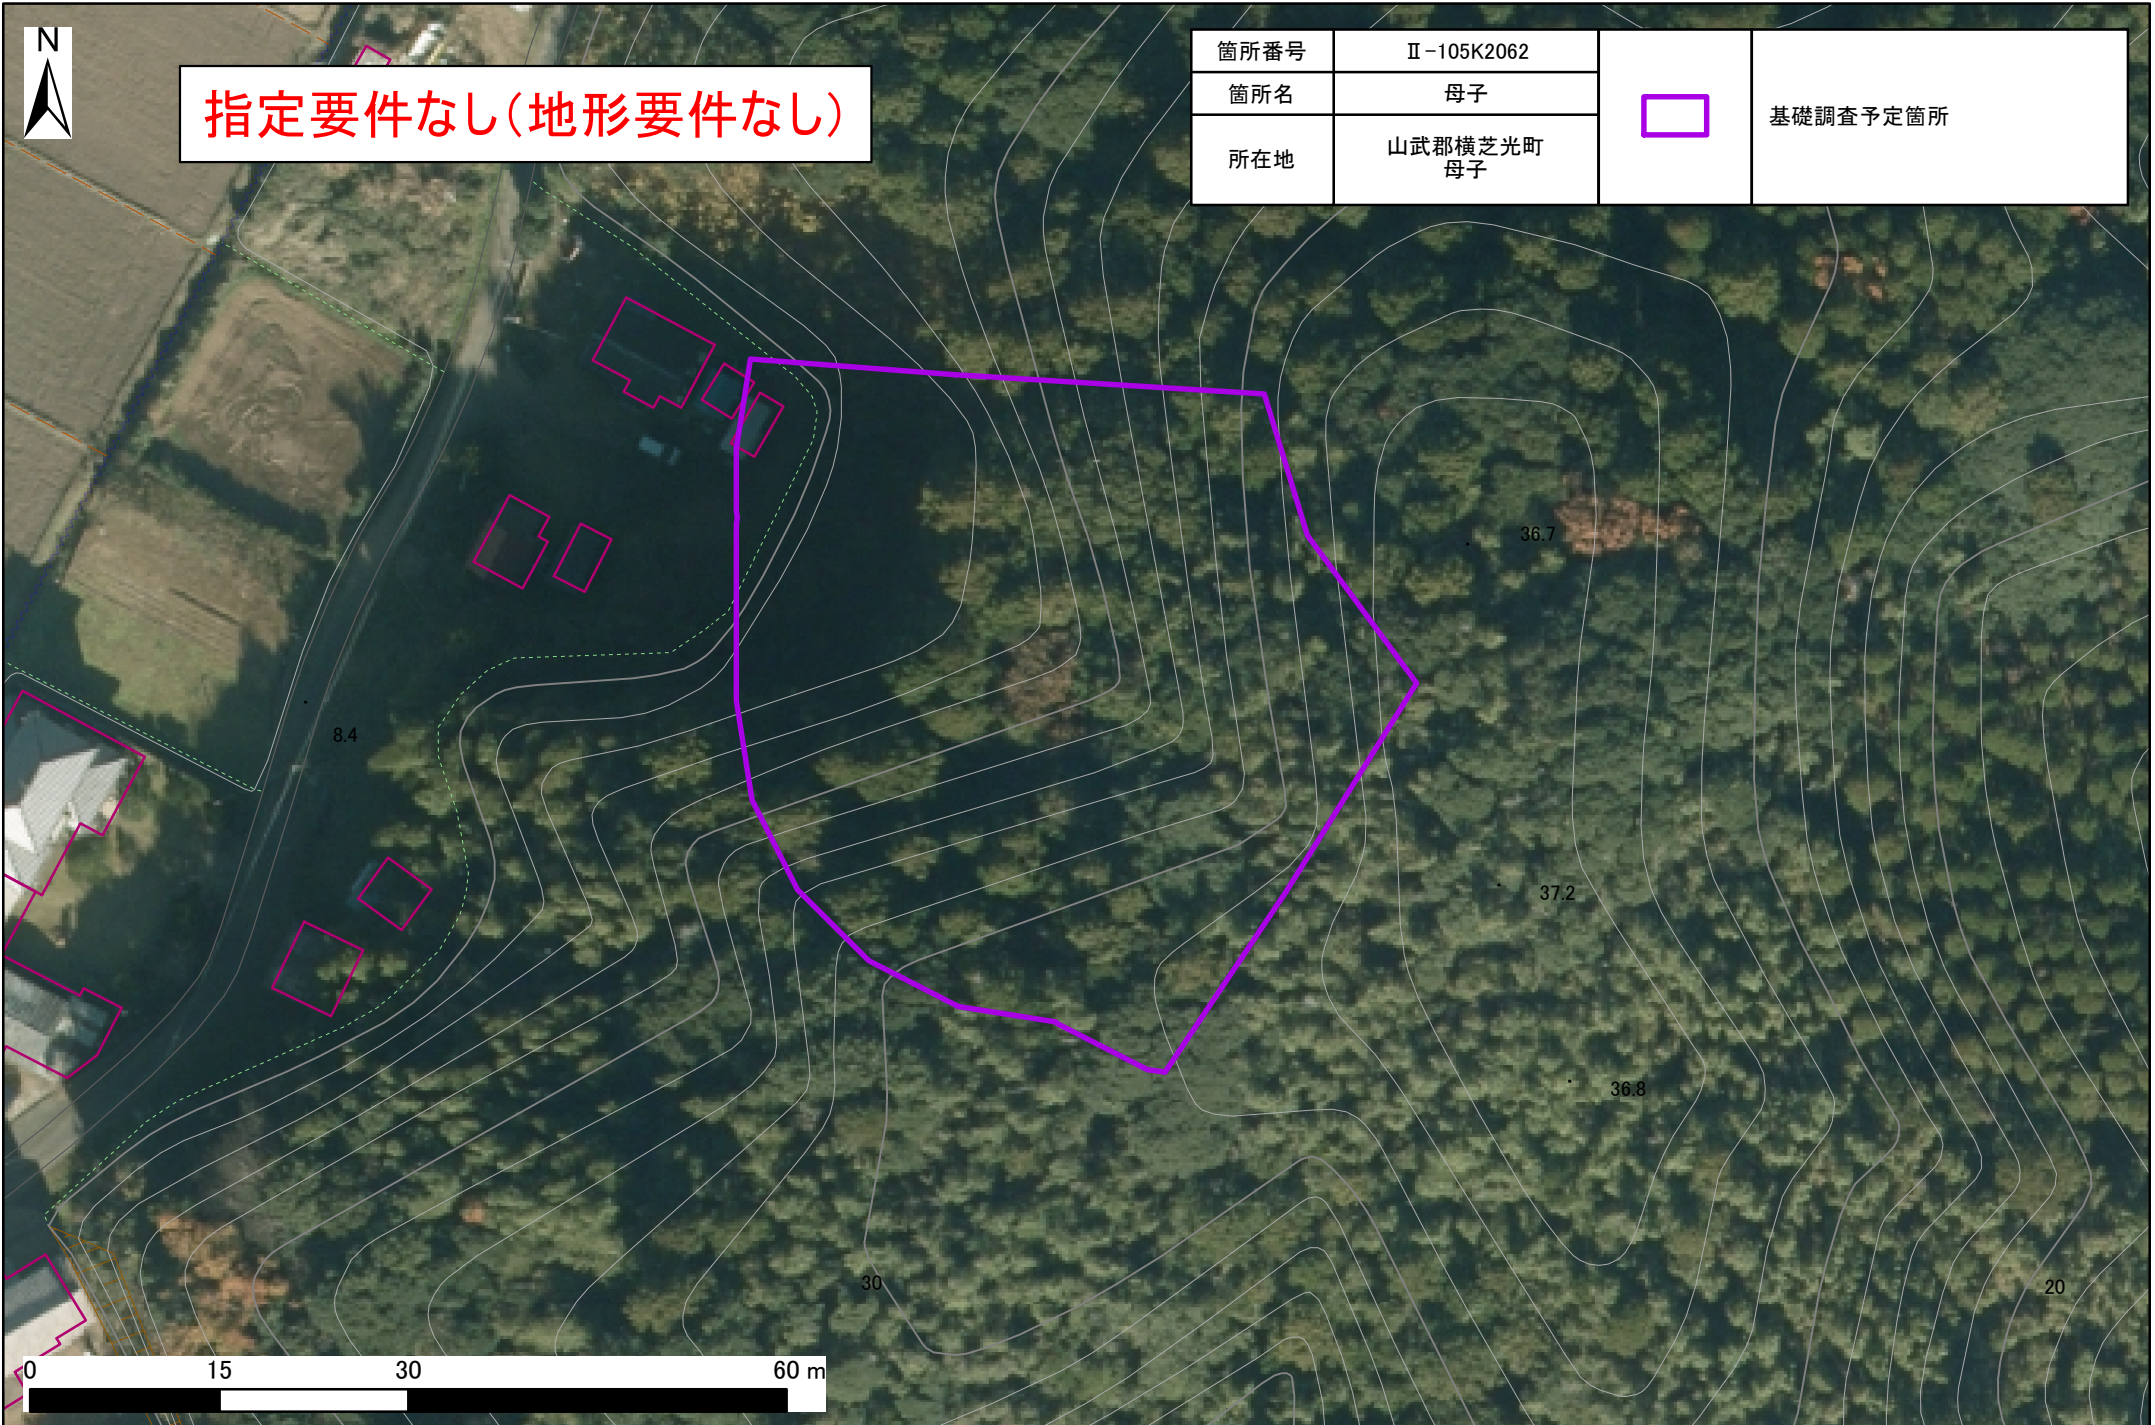 N
指定要件なし(地形要件なし)
箇所番号
Ⅱ-105K2062
箇所名
母子
所在地
山武郡横芝光町
母子
基礎調査予定箇所
36.7
8.4
37.2
36.8
30
20
0 15 30 60 m